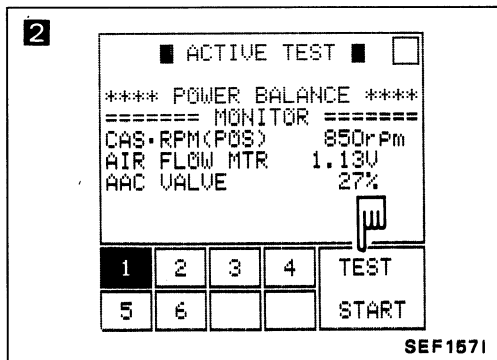 2
■ ACTIVE TEST ■
**** POWER BALANCE ****
======= MONITOR =======
CAS•RPM(POS) 850rpm
AIR FLOW MTR 1.13V
AAC VALVE 27%
1 2 3 4 TEST
5 6 START
SEF157I